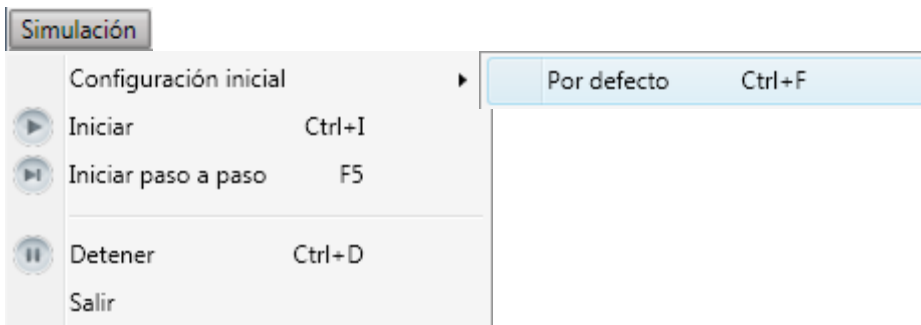 Simulación
Configuración inicial
Por defecto Ctrl+F
Iniciar Ctrl+I
Iniciar paso a paso F5
Detener Ctrl+D
Salir